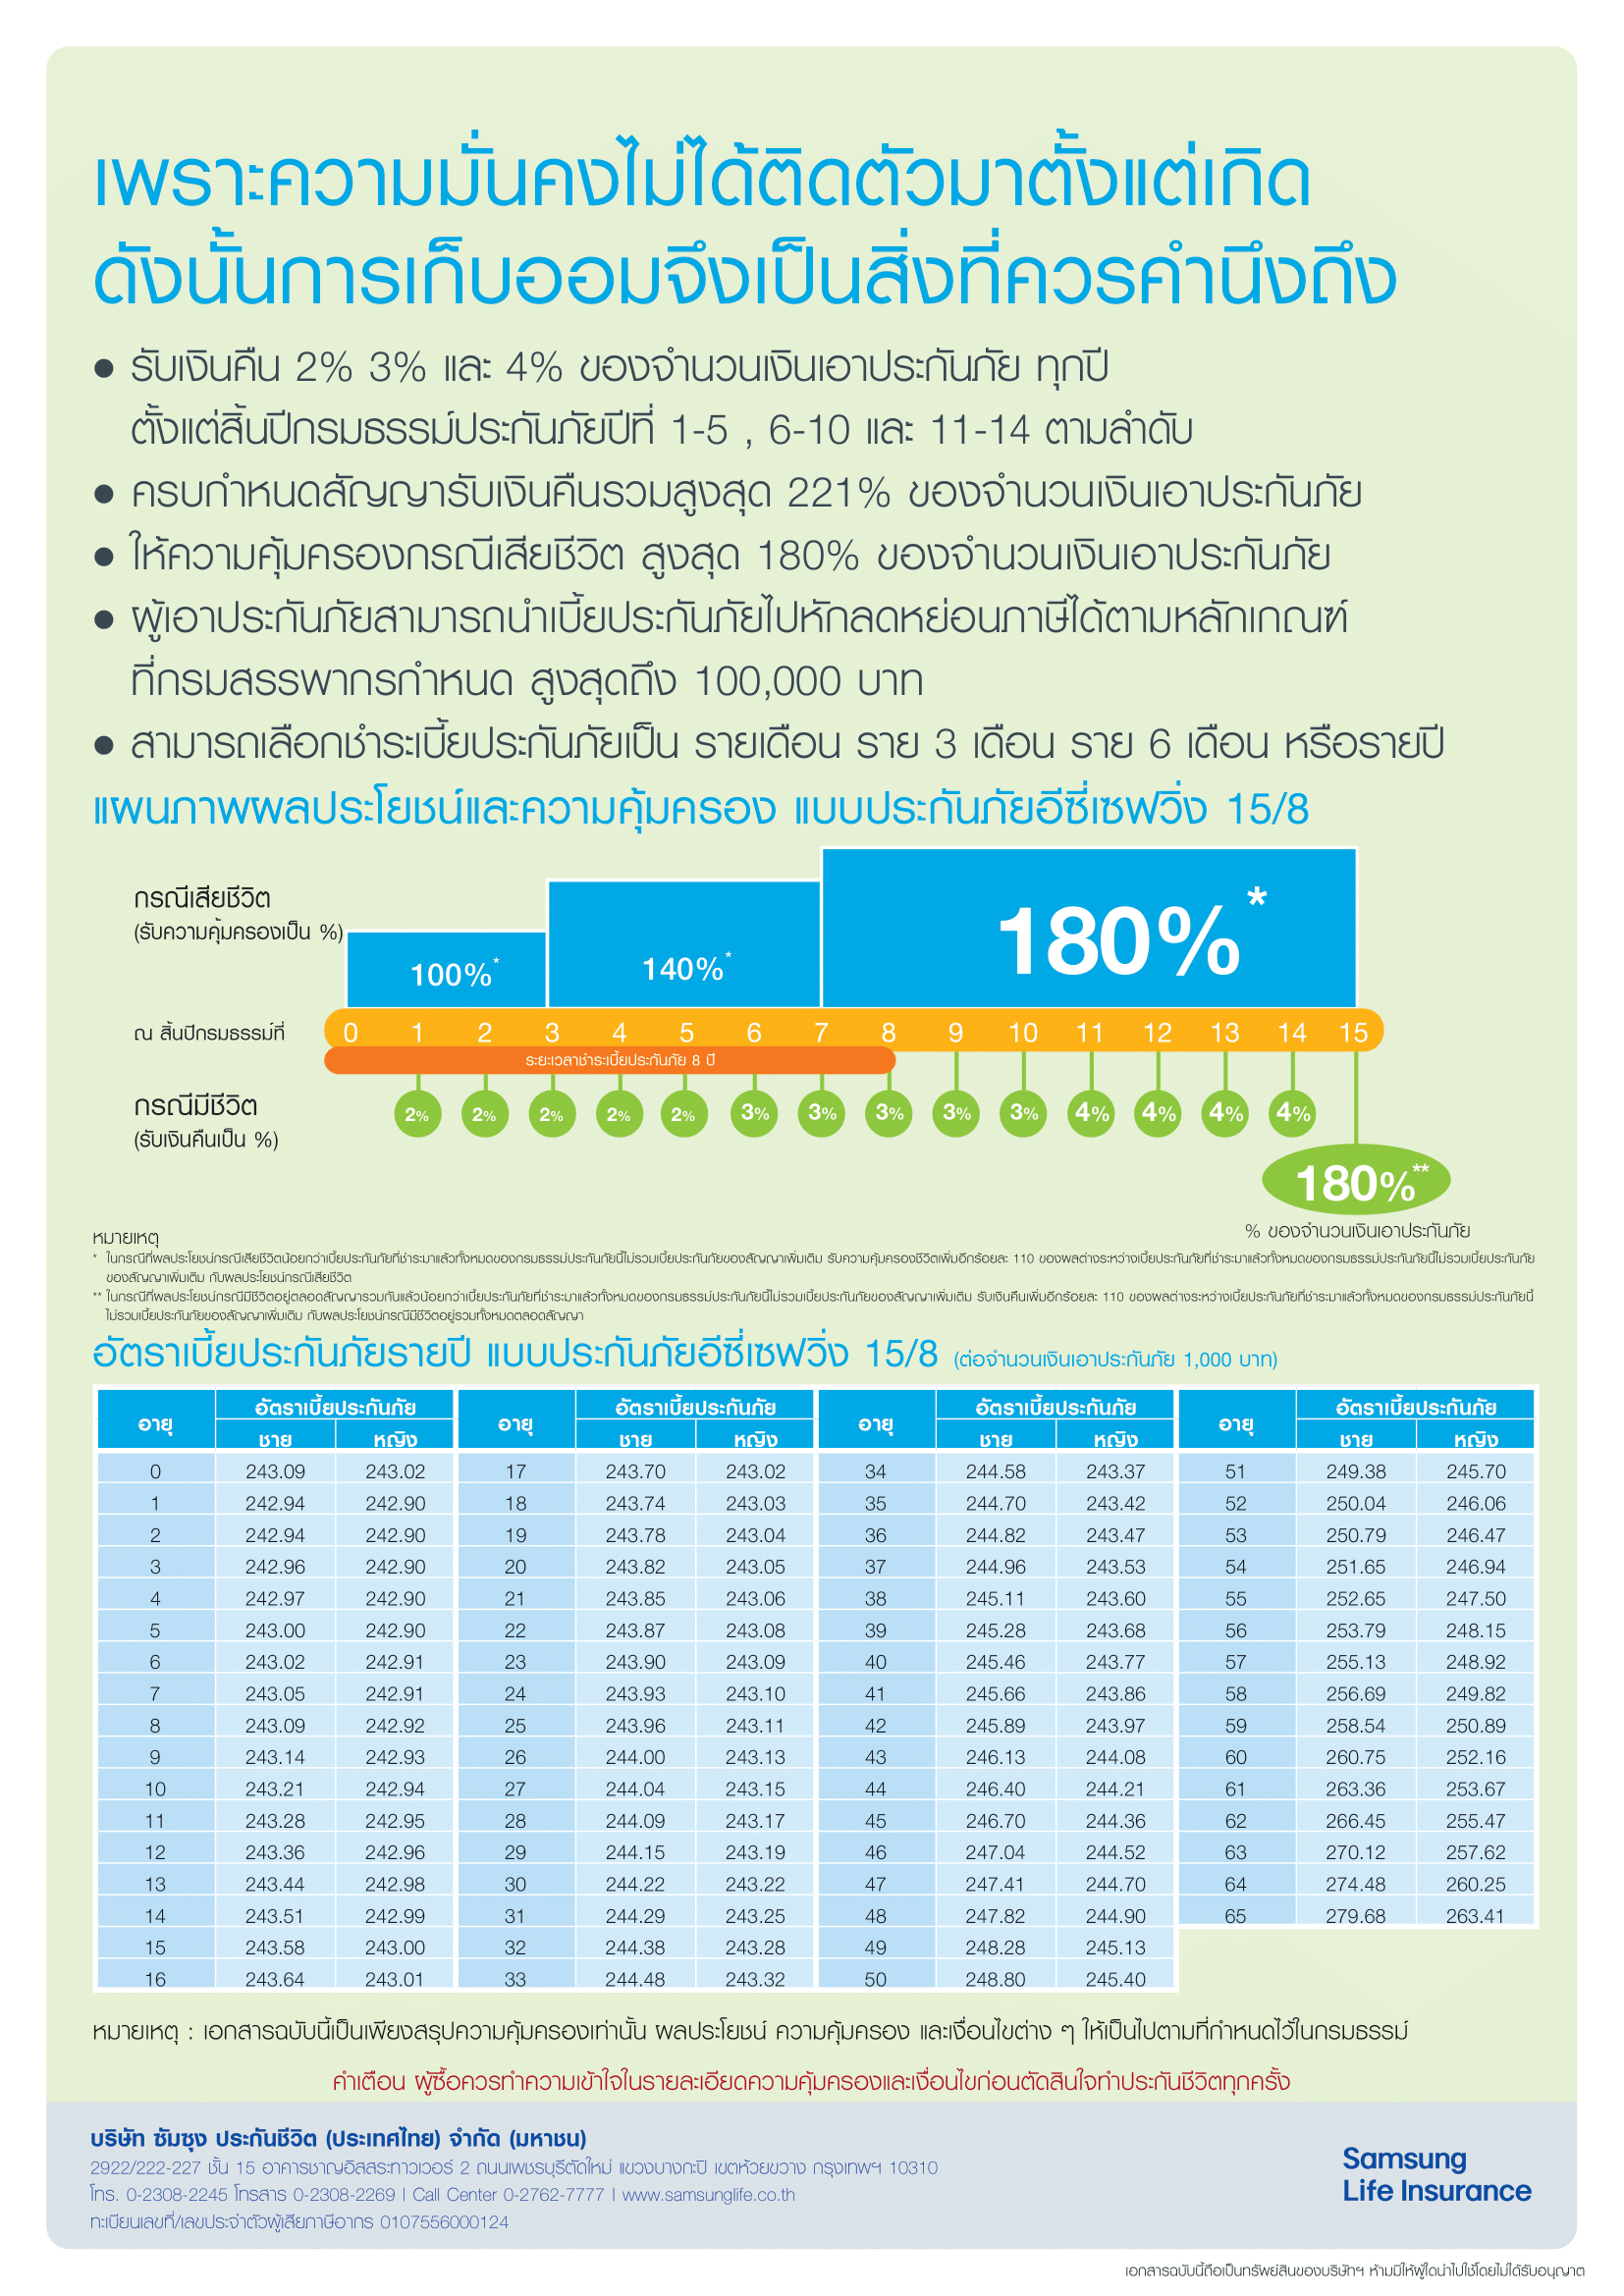 เพราะความมั่นคงไม่ได้ติดตัวมาตั้งแต่เกิด
ดังนั้นการเก็บออมจึงเป็นสิ่งที่ควรคำนึงถึง
● รับเงินคืน 2% 3% และ 4% ของจำนวนเงินเอาประกันภัย ทุกปี
ตั้งแต่สิ้นปีกรมธรรม์ประกันภัยปีที่ 1-5 , 6-10 และ 11-14 ตามลำดับ
● ครบกำหนดสัญญารับเงินคืนรวมสูงสุด 221% ของจำนวนเงินเอาประกันภัย
● ให้ความคุ้มครองกรณีเสียชีวิต สูงสุด 180% ของจำนวนเงินเอาประกันภัย
● ผู้เอาประกันภัยสามารถนำเบี้ยประกันภัยไปหักลดหย่อนภาษีได้ตามหลักเกณฑ์
ที่กรมสรรพากรกำหนด สูงสุดถึง 100,000 บาท
● สามารถเลือกชำระเบี้ยประกันภัยเป็น รายเดือน ราย 3 เดือน ราย 6 เดือน หรือรายปี
แผนภาพผลประโยชน์และความคุ้มครอง แบบประกันภัยอีซี่เซฟวิ่ง 15/8
กรณีเสียชีวิต
(รับความคุ้มครองเป็น %)
100%* 140%* 180%*
ณ สิ้นปีกรมธรรม์ที่ 0 1 2 3 4 5 6 7 8 9 10 11 12 13 14 15
ระยะเวลาชำระเบี้ยประกันภัย 8 ปี
กรณีมีชีวิต
(รับเงินคืนเป็น %)
2% 2% 2% 2% 2% 3% 3% 3% 3% 3% 4% 4% 4% 4%
180%**
% ของจำนวนเงินเอาประกันภัย
หมายเหตุ
* ในกรณีที่ผลประโยชน์กรณีเสียชีวิตน้อยกว่าเบี้ยประกันภัยที่ชำระมาแล้วทั้งหมดของกรมธรรม์ประกันภัยนี้ไม่รวมเบี้ยประกันภัยของสัญญาเพิ่มเติม รับความคุ้มครองชีวิตเพิ่มอีกร้อยละ 110 ของผลต่างระหว่างเบี้ยประกันภัยที่ชำระมาแล้วทั้งหมดของกรมธรรม์ประกันภัยนี้ไม่รวมเบี้ยประกันภัย
ของสัญญาเพิ่มเติม กับผลประโยชน์กรณีเสียชีวิต
** ในกรณีที่ผลประโยชน์กรณีมีชีวิตอยู่ตลอดสัญญารวมกันแล้วน้อยกว่าเบี้ยประกันภัยที่ชำระมาแล้วทั้งหมดของกรมธรรม์ประกันภัยนี้ไม่รวมเบี้ยประกันภัยของสัญญาเพิ่มเติม รับเงินคืนเพิ่มอีกร้อยละ 110 ของผลต่างระหว่างเบี้ยประกันภัยที่ชำระมาแล้วทั้งหมดของกรมธรรม์ประกันภัยนี้
ไม่รวมเบี้ยประกันภัยของสัญญาเพิ่มเติม กับผลประโยชน์กรณีมีชีวิตอยู่รวมทั้งหมดตลอดสัญญา
อัตราเบี้ยประกันภัยรายปี แบบประกันภัยอีซี่เซฟวิ่ง 15/8 (ต่อจำนวนเงินเอาประกันภัย 1,000 บาท)
อายุ อัตราเบี้ยประกันภัย อายุ อัตราเบี้ยประกันภัย อายุ อัตราเบี้ยประกันภัย อายุ อัตราเบี้ยประกันภัย
ชาย หญิง ชาย หญิง ชาย หญิง ชาย หญิง
0 243.09 243.02 17 243.70 243.02 34 244.58 243.37 51 249.38 245.70
1 242.94 242.90 18 243.74 243.03 35 244.70 243.42 52 250.04 246.06
2 242.94 242.90 19 243.78 243.04 36 244.82 243.47 53 250.79 246.47
3 242.96 242.90 20 243.82 243.05 37 244.96 243.53 54 251.65 246.94
4 242.97 242.90 21 243.85 243.06 38 245.11 243.60 55 252.65 247.50
5 243.00 242.90 22 243.87 243.08 39 245.28 243.68 56 253.79 248.15
6 243.02 242.91 23 243.90 243.09 40 245.46 243.77 57 255.13 248.92
7 243.05 242.91 24 243.93 243.10 41 245.66 243.86 58 256.69 249.82
8 243.09 242.92 25 243.96 243.11 42 245.89 243.97 59 258.54 250.89
9 243.14 242.93 26 244.00 243.13 43 246.13 244.08 60 260.75 252.16
10 243.21 242.94 27 244.04 243.15 44 246.40 244.21 61 263.36 253.67
11 243.28 242.95 28 244.09 243.17 45 246.70 244.36 62 266.45 255.47
12 243.36 242.96 29 244.15 243.19 46 247.04 244.52 63 270.12 257.62
13 243.44 242.98 30 244.22 243.22 47 247.41 244.70 64 274.48 260.25
14 243.51 242.99 31 244.29 243.25 48 247.82 244.90 65 279.68 263.41
15 243.58 243.00 32 244.38 243.28 49 248.28 245.13
16 243.64 243.01 33 244.48 243.32 50 248.80 245.40
หมายเหตุ : เอกสารฉบับนี้เป็นเพียงสรุปความคุ้มครองเท่านั้น ผลประโยชน์ ความคุ้มครอง และเงื่อนไขต่าง ๆ ให้เป็นไปตามที่กำหนดไว้ในกรมธรรม์
คำเตือน ผู้ซื้อควรทำความเข้าใจในรายละเอียดความคุ้มครองและเงื่อนไขก่อนตัดสินใจทำประกันชีวิตทุกครั้ง
บริษัท ซัมซุง ประกันชีวิต (ประเทศไทย) จำกัด (มหาชน)
2922/222-227 ชั้น 15 อาคารชาญอิสสระทาวเวอร์ 2 ถนนเพชรบุรีตัดใหม่ แขวงบางกะปิ เขตห้วยขวาง กรุงเทพฯ 10310
โทร. 0-2308-2245 โทรสาร 0-2308-2269 | Call Center 0-2762-7777 | www.samsunglife.co.th
ทะเบียนเลขที่/เลขประจำตัวผู้เสียภาษีอากร 0107556000124
Samsung
Life Insurance
เอกสารฉบับนี้ถือเป็นทรัพย์สินของบริษัทฯ ห้ามมิให้ผู้ใดนำไปใช้โดยไม่ได้รับอนุญาต